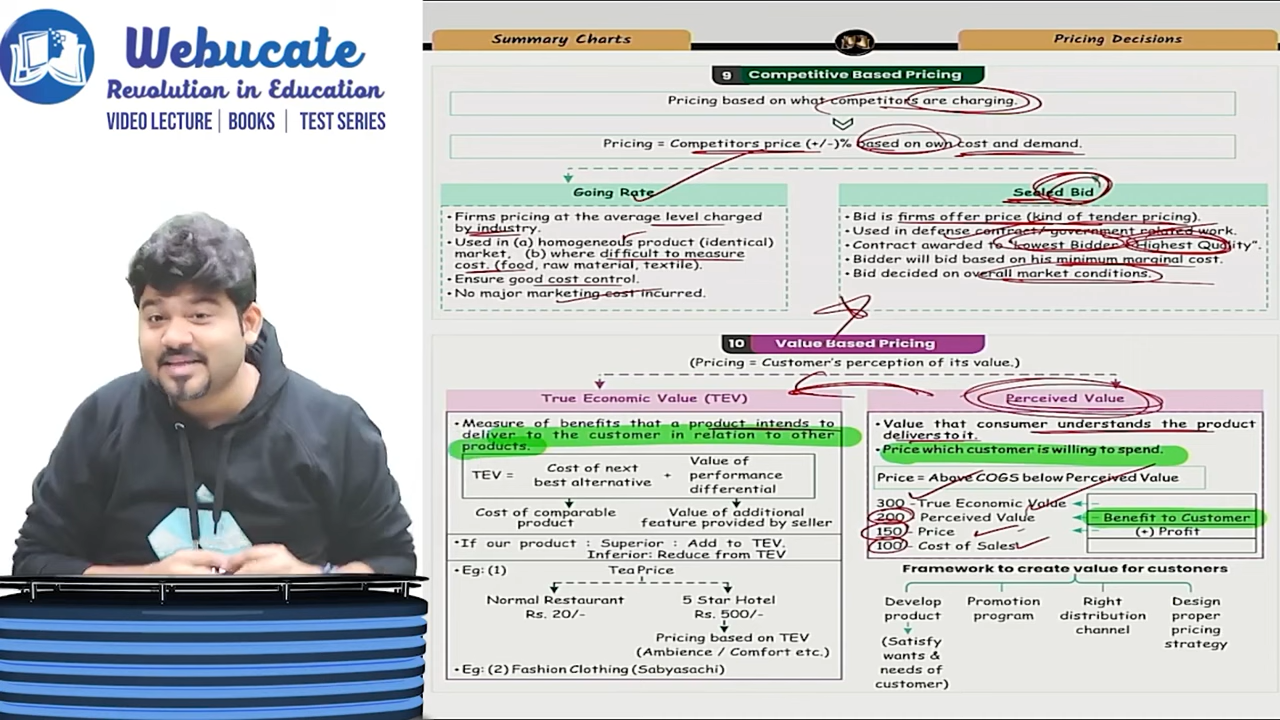 Webucate
Revolution in Education
VIDEO LECTURE | BOOKS | TEST SERIES
Summary Charts
Pricing Decisions
9 Competitive Based Pricing
Pricing based on what competitors are charging.
Pricing = Competitors price (+/-)% based on own cost and demand.
Going Rate
• Firms pricing at the average level charged
by industry.
• Used in (a) homogeneous product (identical)
market, (b) where difficult to measure
cost. (food, raw material, textile).
• Ensure good cost control.
• No major marketing cost incurred.
Sealed Bid
• Bid is firms offer price (kind of tender pricing).
• Used in defense contract/ government related work.
• Contract awarded to "lowest Bidder "Highest Quality".
• Bidder will bid based on his minimum marginal cost.
• Bid decided on overall market conditions.
10 Value Based Pricing
(Pricing = Customer's perception of its value.)
True Economic Value (TEV)
• Measure of benefits that a product intends to
deliver to the customer in relation to other
products.
TEV = Cost of next best alternative + Value of performance differential
Cost of comparable product
Value of additional feature provided by seller
• If our product : Superior : Add to TEV.
Inferior: Reduce from TEV
• Eg: (1) Tea Price
Normal Restaurant
Rs. 20/-
5 Star Hotel
Rs. 500/-
Pricing based on TEV
(Ambience / Comfort etc.)
• Eg: (2) Fashion Clothing (Sabyasachi)
Perceived Value
• Value that consumer understands the product
delivers to it.
• Price which customer is willing to spend.
Price = Above COGS below Perceived Value
300 - True Economic Value
200 - Perceived Value
Benefit to Customer
150 - Price
(+) Profit
100 - Cost of Sales
Framework to create value for custoners
Develop
product
(Satisfy
wants &
needs of
customer)
Promotion
program
Right
distribution
channel
Design
proper
pricing
strategy